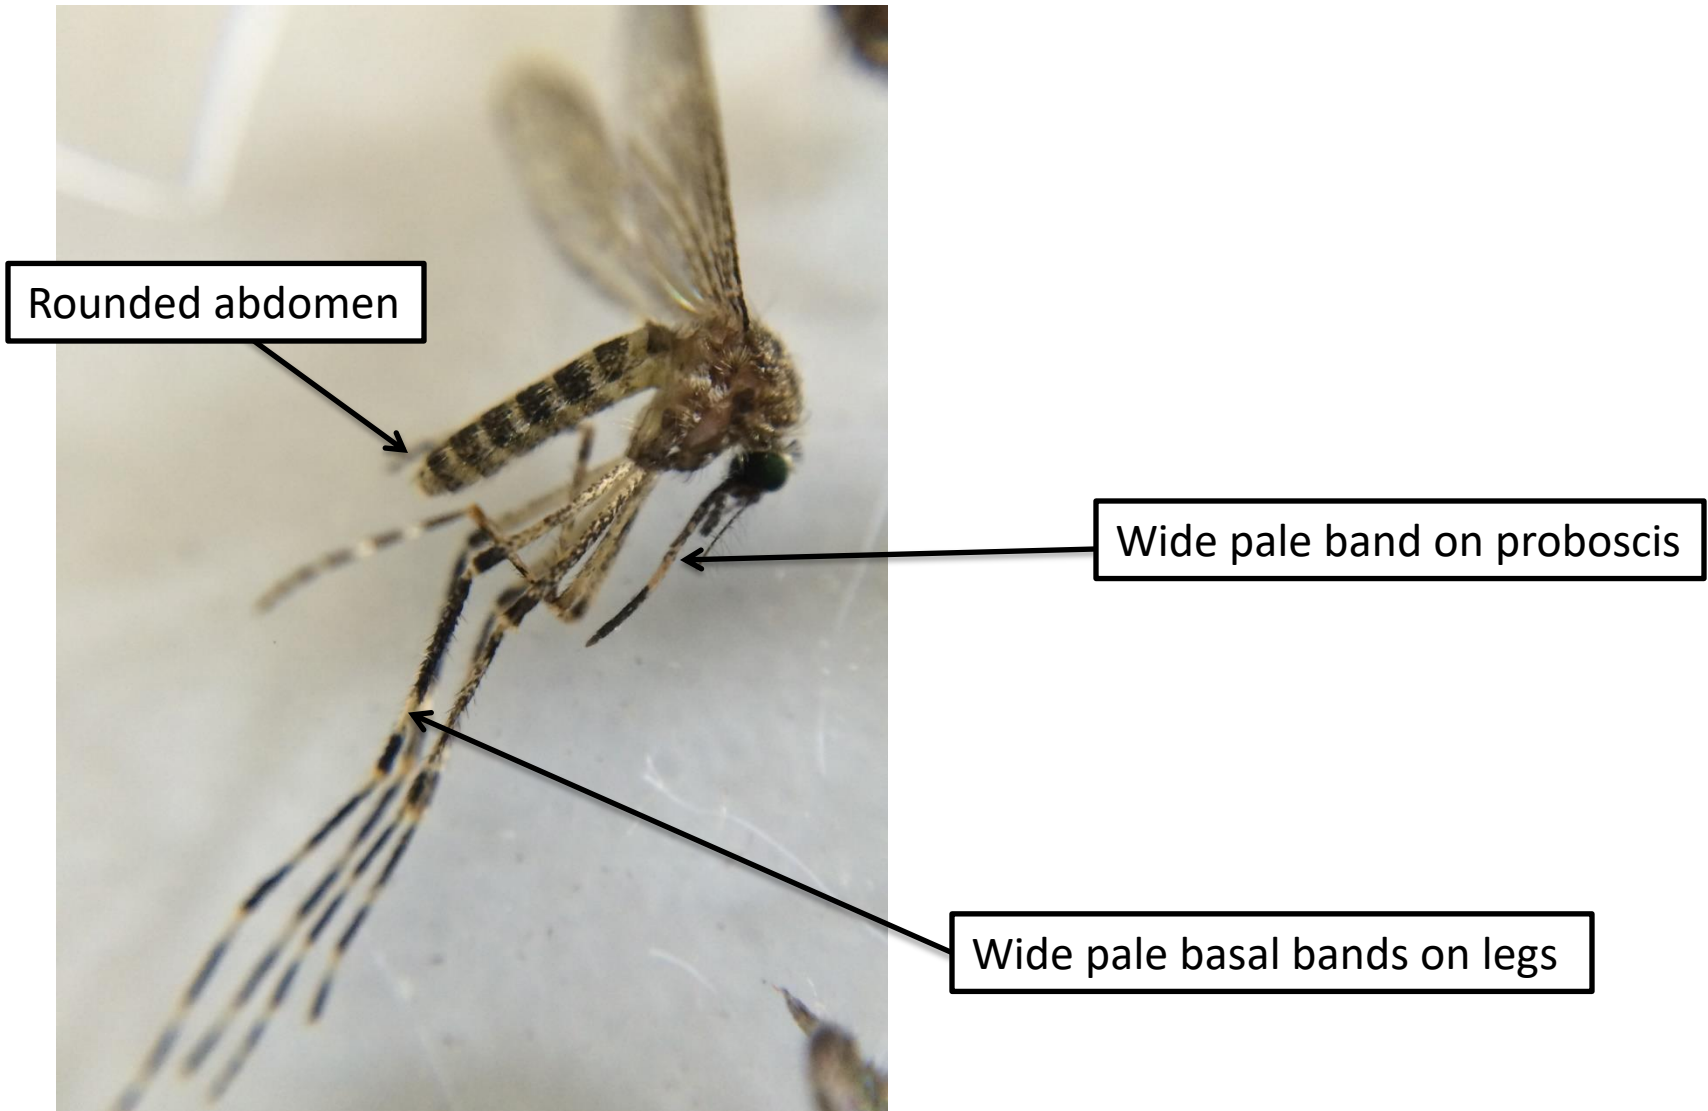 Rounded abdomen
Wide pale band on proboscis
Wide pale basal bands on legs